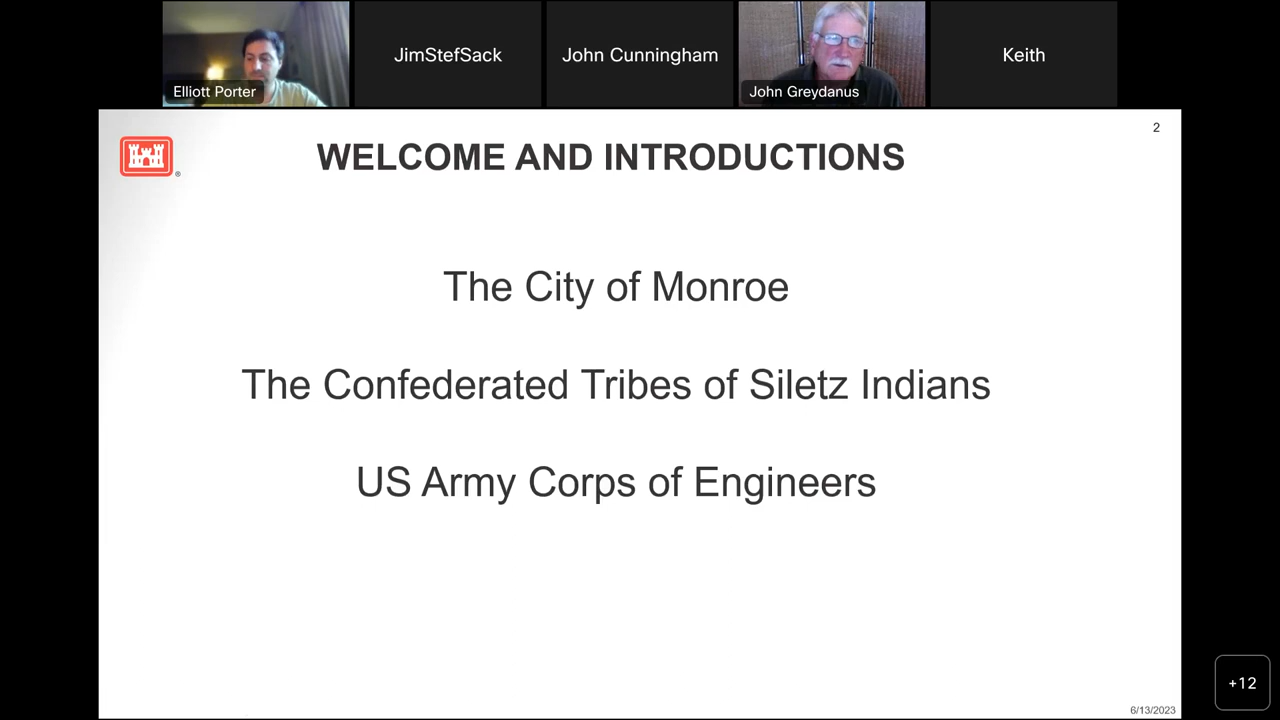 Elliott Porter
JimStefSack
John Cunningham
John Greydanus
Keith
2
WELCOME AND INTRODUCTIONS
®
The City of Monroe
The Confederated Tribes of Siletz Indians
US Army Corps of Engineers
+12
6/13/2023